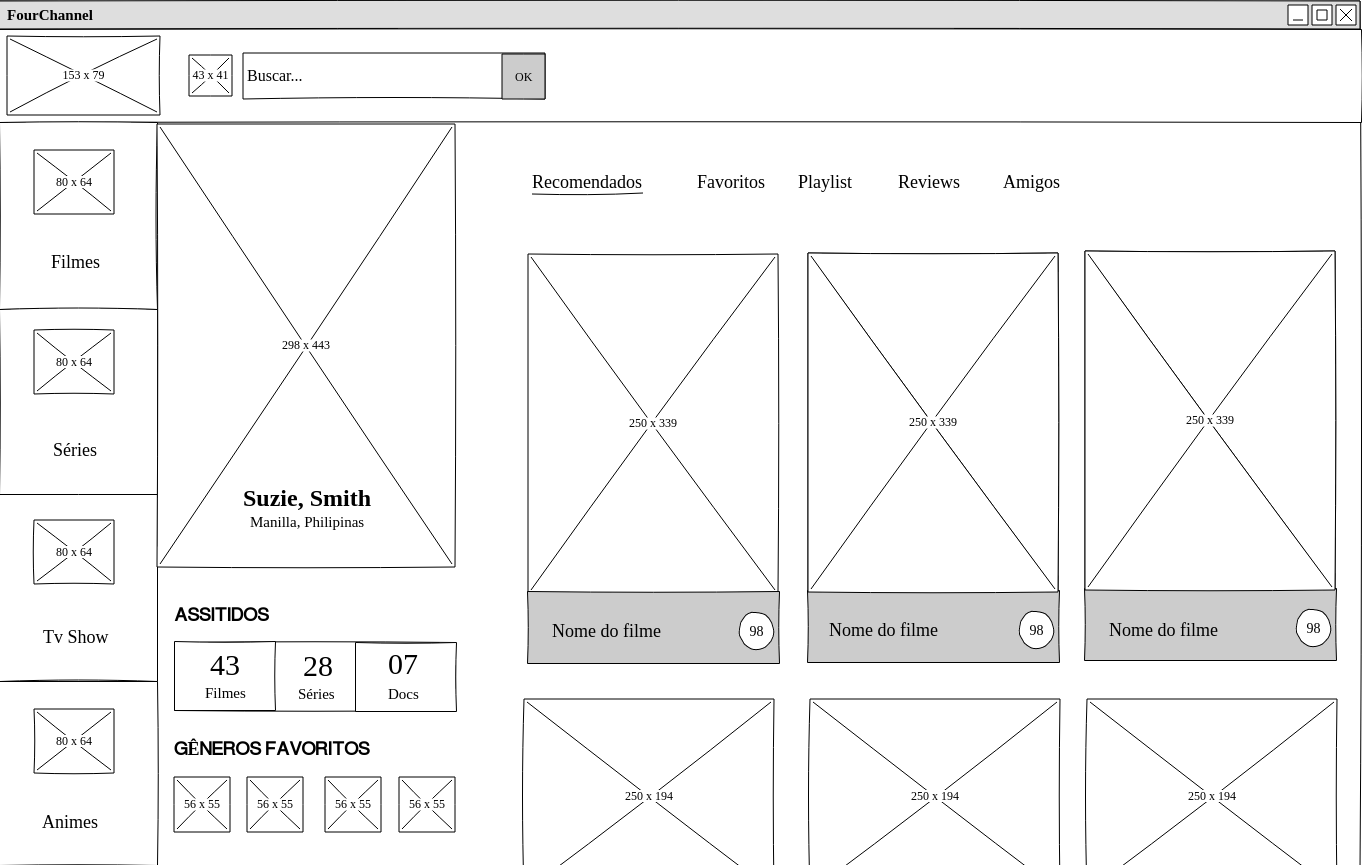 FourChannel
153 x 79
43 x 41
Buscar...
OK
80 x 64
Filmes
80 x 64
Séries
80 x 64
Tv Show
80 x 64
Animes
298 x 443
Suzie, Smith
Manilla, Philipinas
ASSITIDOS
43 28 07
Filmes Séries Docs
GÊNEROS FAVORITOS
56 x 55 56 x 55 56 x 55 56 x 55
Recomendados Favoritos Playlist Reviews Amigos
250 x 339 250 x 339 250 x 339
Nome do filme 98 Nome do filme 98 Nome do filme 98
250 x 194 250 x 194 250 x 194